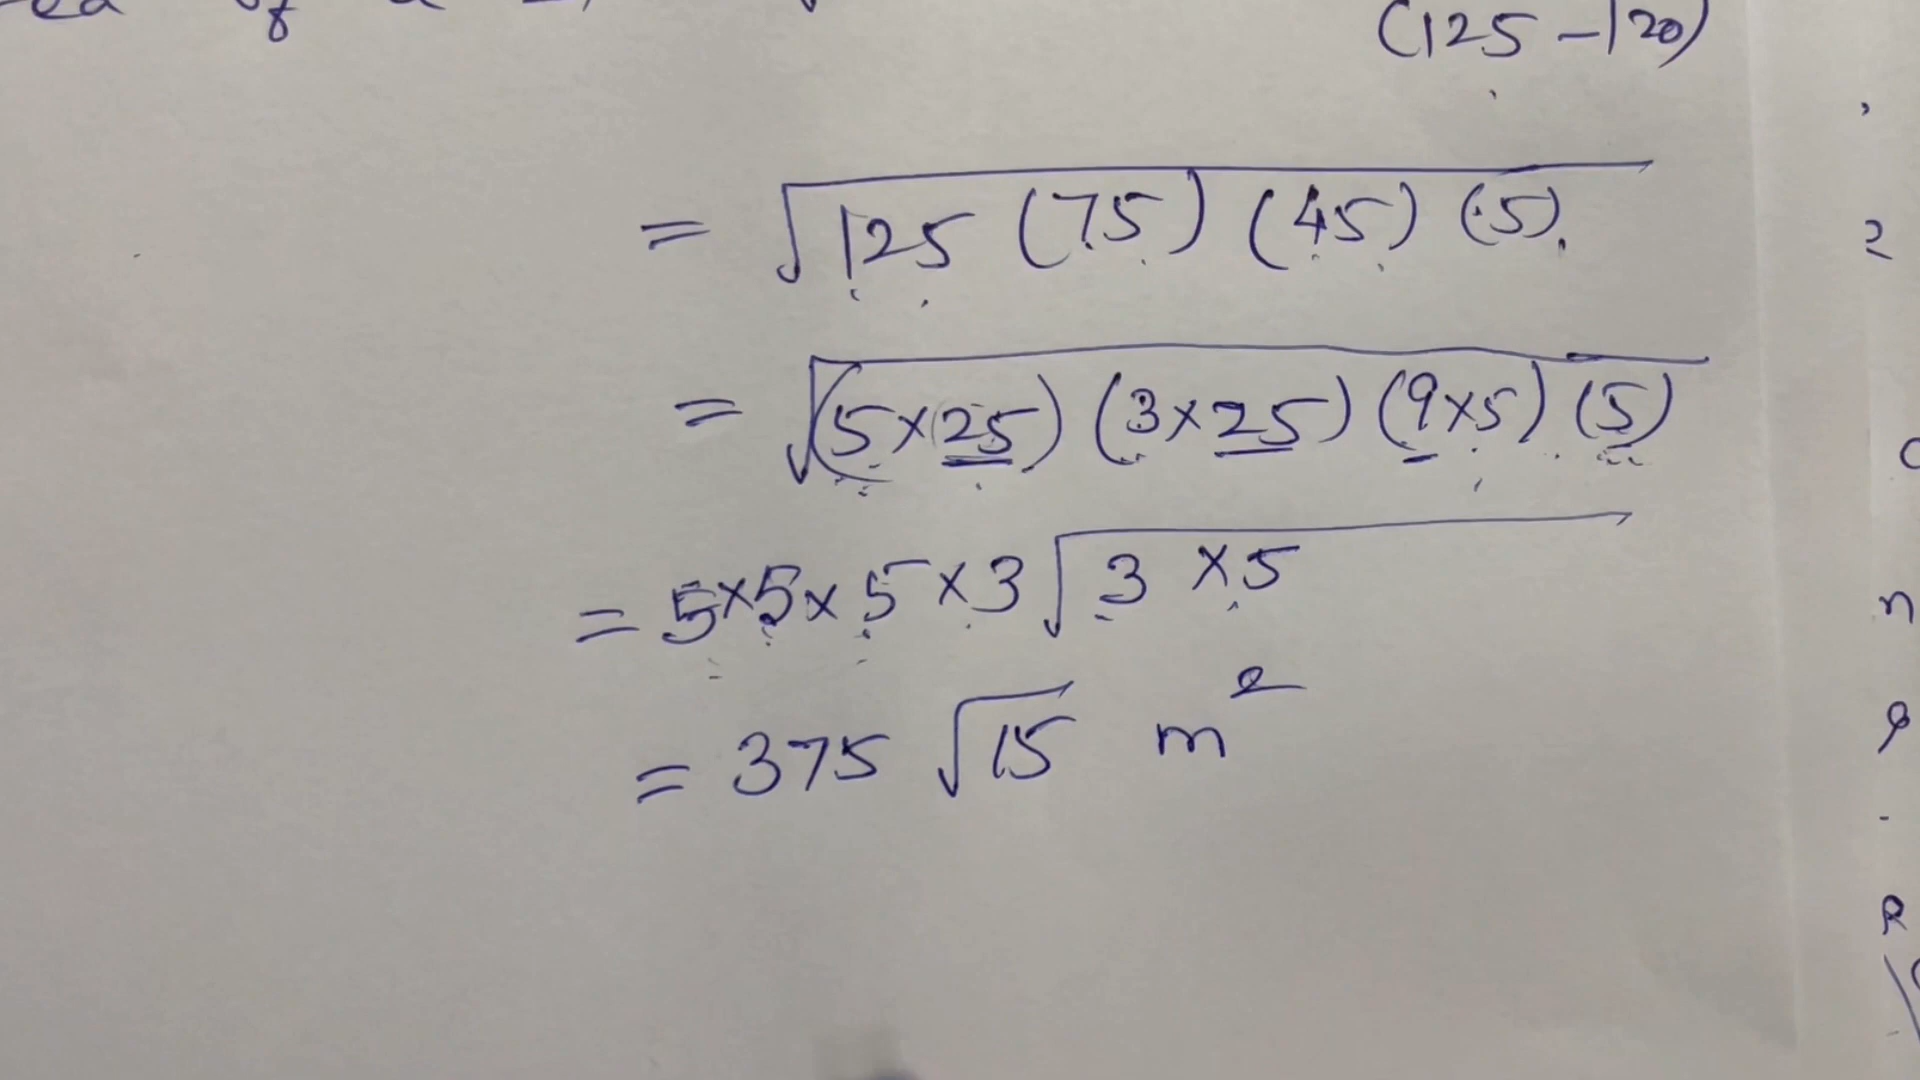 of a
(125 - 120)
= √125 (75) (45) (5)
= √(5×25) (3×25) (9×5) (5)
= 5×5×5×3√3×5
= 375 √15 m²